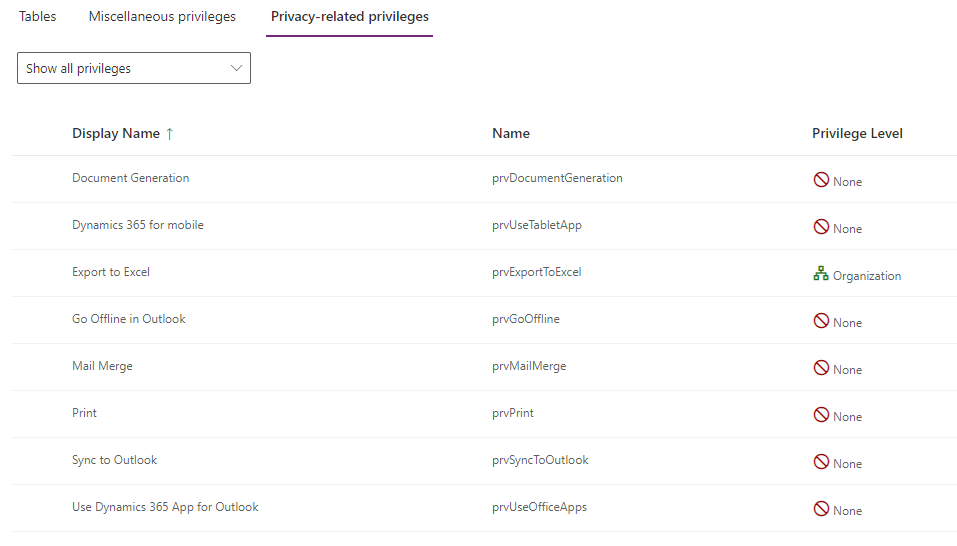 Tables Miscellaneous privileges Privacy-related privileges
Show all privileges
Display Name ↑ Name Privilege Level
Document Generation prvDocumentGeneration None
Dynamics 365 for mobile prvUseTabletApp None
Export to Excel prvExportToExcel Organization
Go Offline in Outlook prvGoOffline None
Mail Merge prvMailMerge None
Print prvPrint None
Sync to Outlook prvSyncToOutlook None
Use Dynamics 365 App for Outlook prvUseOfficeApps None